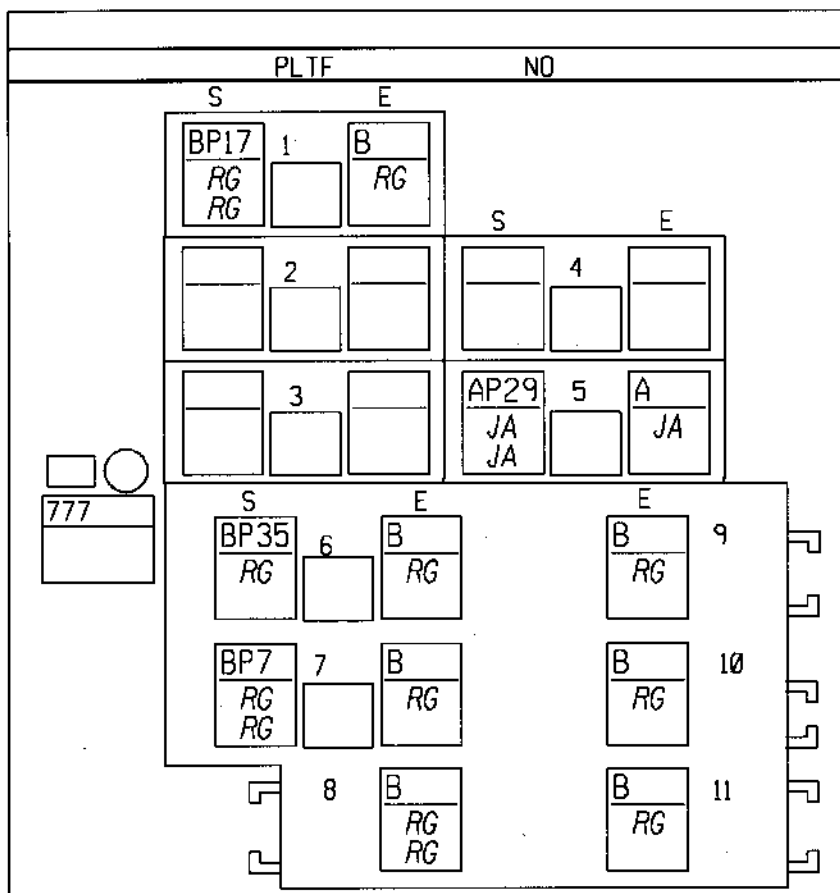 PLTF NO
S E
BP17 1 B
RG RG
RG
S E
2 4
3 AP29 5 A
JA JA
JA
777
S E E
BP35 6 B B 9
RG RG RG
BP7 7 B B 10
RG RG RG
RG
8 B B 11
RG RG
RG